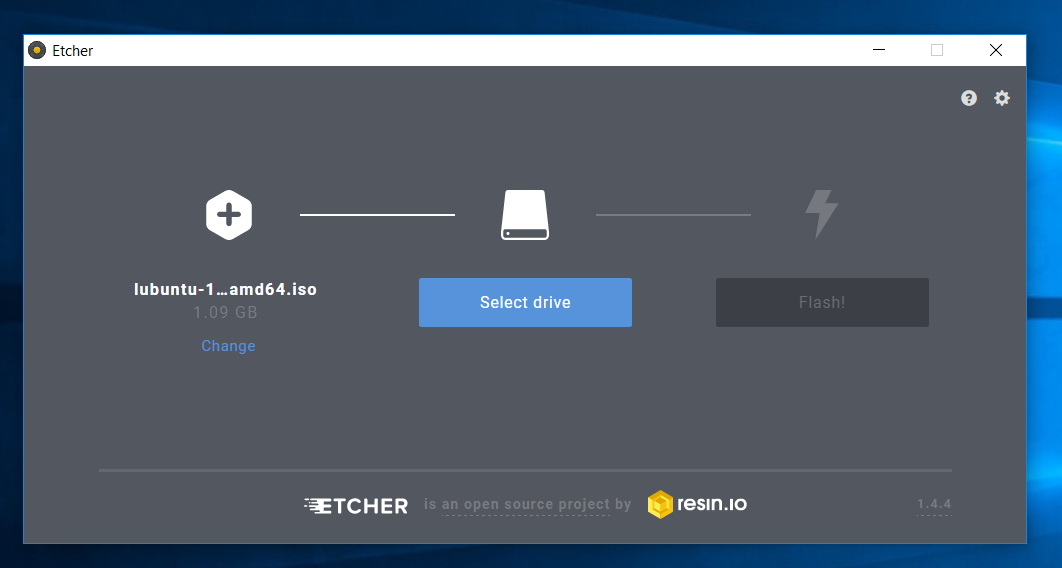 Etcher
lubuntu-1…amd64.iso
1.09 GB
Change
Select drive
Flash!
ETCHER is an open source project by resin.io
1.4.4